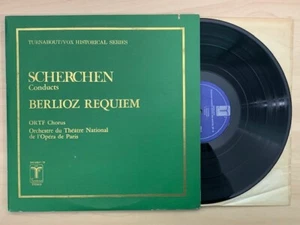 TURNABOUT/VOX HISTORICAL SERIES
SCHERCHEN
Conducts
BERLIOZ REQUIEM
ORTF Chorus
Orchestre du Théâtre National
de l'Opéra de Paris